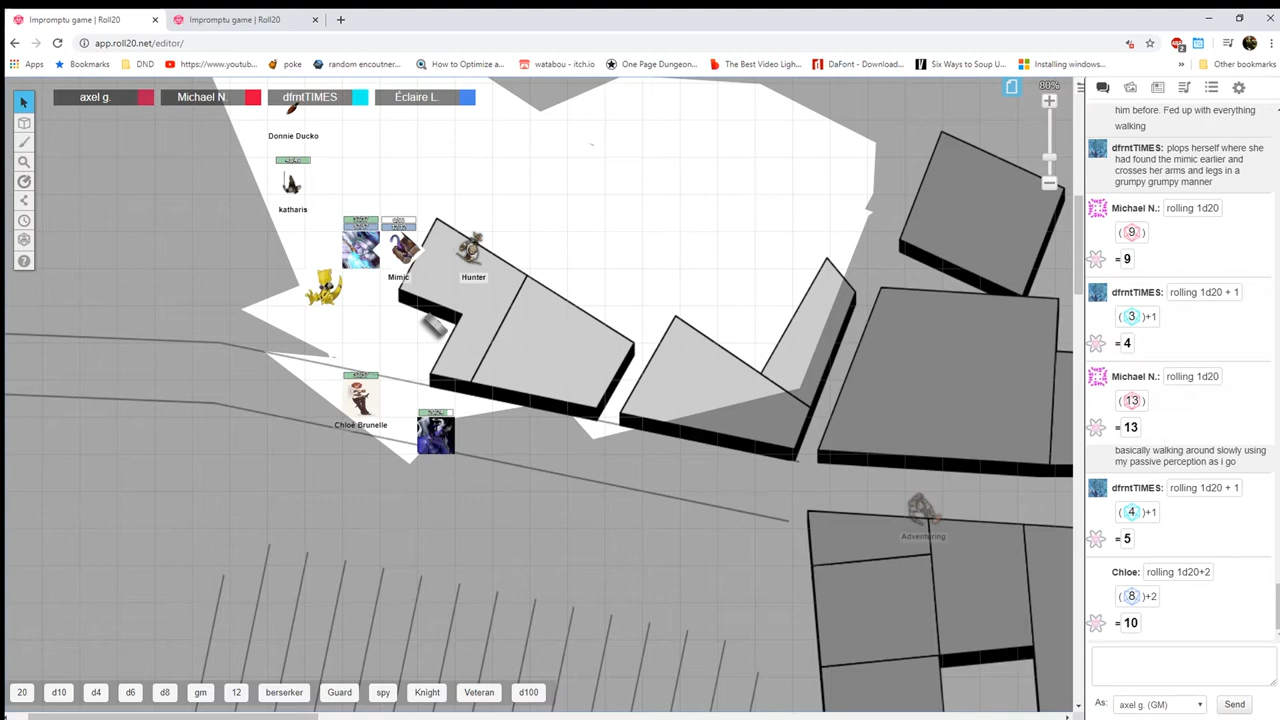 Impromptu game | Roll20
Impromptu game | Roll20
app.roll20.net/editor/
Apps
Bookmarks
DND
https://www.youtub...
poke
random encoutner...
How to Optimize a...
watabou - itch.io
One Page Dungeon...
The Best Video Ligh...
DaFont - Downloa...
Six Ways to Soup U...
Installing windows...
»
Other bookmarks
axel g.
Michael N.
dfrntTIMES
Éclaire L.
80%
Donnie Ducko
katharis
Mimic
Hunter
Chloé Brunelle
Adventuring
him before. Fed up with everything
walking
dfrntTIMES: plops herself where she
had found the mimic earlier and
crosses her arms and legs in a
grumpy grumpy manner
Michael N.: rolling 1d20
(9)
= 9
dfrntTIMES: rolling 1d20 + 1
(3)+1
= 4
Michael N.: rolling 1d20
(13)
= 13
basically walking around slowly using
my passive perception as i go
dfrntTIMES: rolling 1d20 + 1
(4)+1
= 5
Chloe: rolling 1d20+2
(8)+2
= 10
20
d10
d4
d6
d8
gm
12
berserker
Guard
spy
Knight
Veteran
d100
As: axel g. (GM)
Send